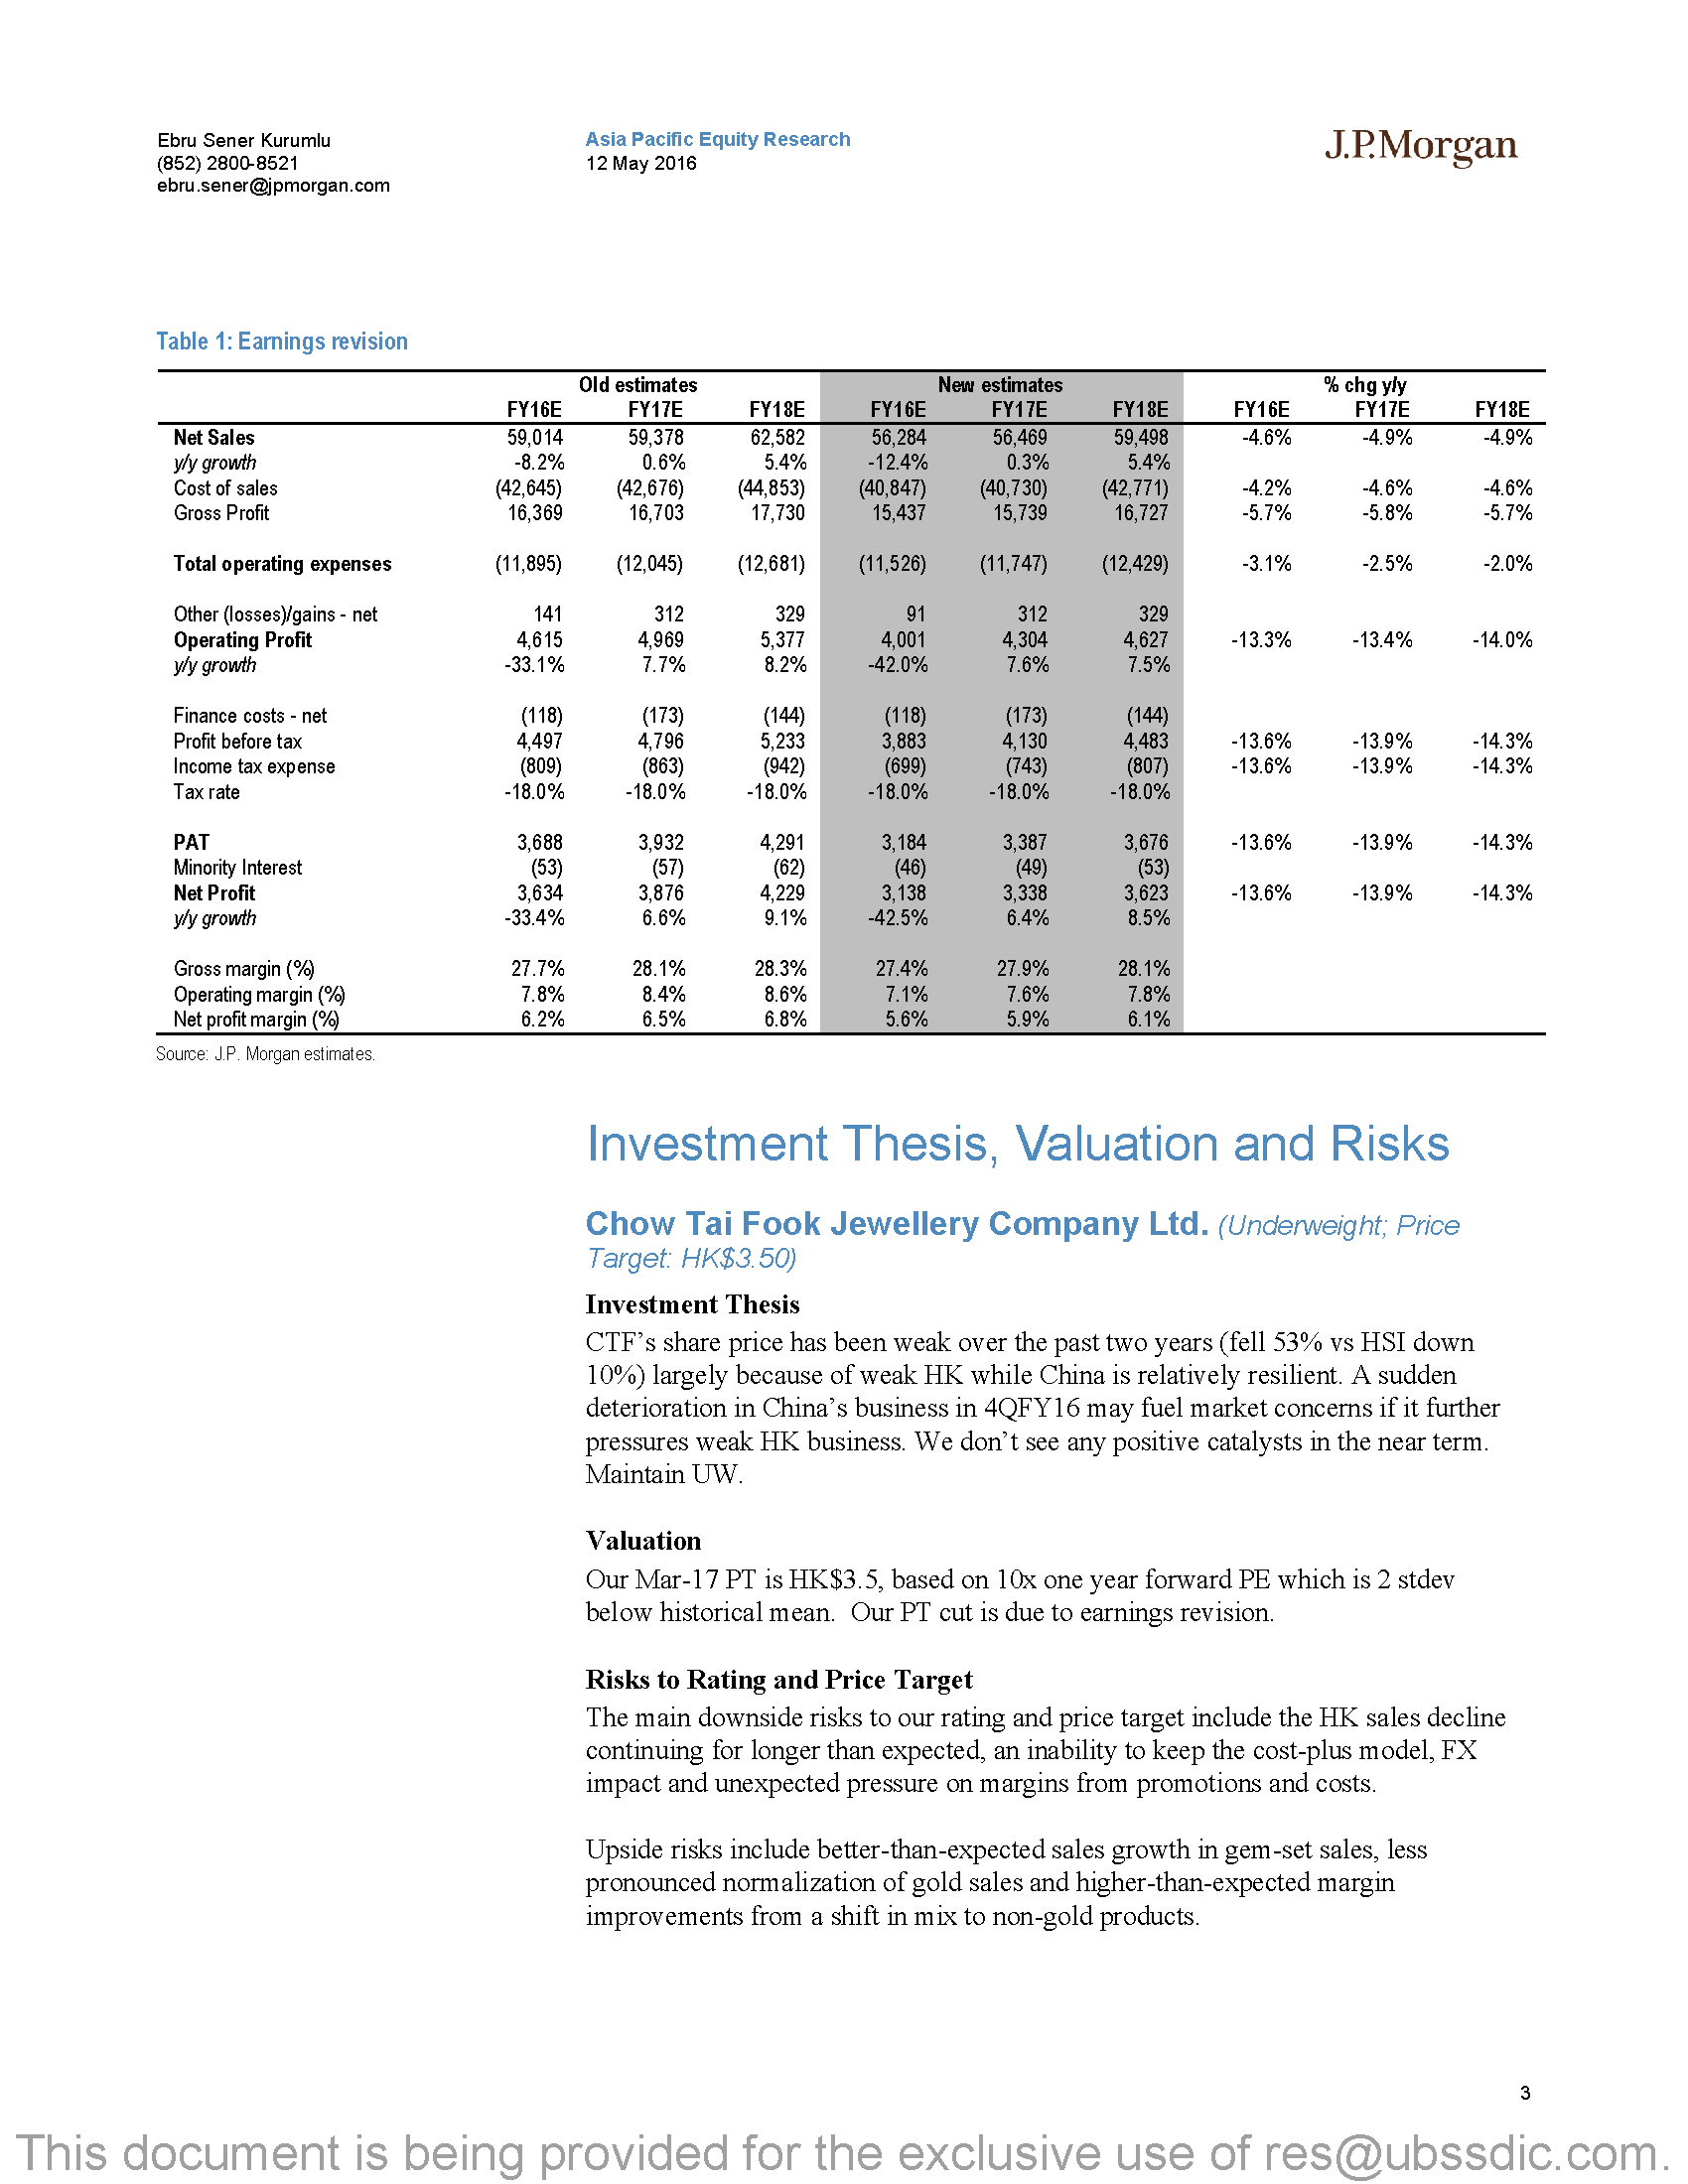 Ebru Sener Kurumlu
(852) 2800-8521
ebru.sener@jpmorgan.com
Asia Pacific Equity Research
12 May 2016
J.P.Morgan
Table 1: Earnings revision
Old estimates New estimates % chg y/y
FY16E FY17E FY18E FY16E FY17E FY18E FY16E FY17E FY18E
Net Sales 59,014 59,378 62,582 56,284 56,469 59,498 -4.6% -4.9% -4.9%
y/y growth -8.2% 0.6% 5.4% -12.4% 0.3% 5.4%
Cost of sales (42,645) (42,676) (44,853) (40,847) (40,730) (42,771) -4.2% -4.6% -4.6%
Gross Profit 16,369 16,703 17,730 15,437 15,739 16,727 -5.7% -5.8% -5.7%
Total operating expenses (11,895) (12,045) (12,681) (11,526) (11,747) (12,429) -3.1% -2.5% -2.0%
Other (losses)/gains - net 141 312 329 91 312 329
Operating Profit 4,615 4,969 5,377 4,001 4,304 4,627 -13.3% -13.4% -14.0%
y/y growth -33.1% 7.7% 8.2% -42.0% 7.6% 7.5%
Finance costs - net (118) (173) (144) (118) (173) (144)
Profit before tax 4,497 4,796 5,233 3,883 4,130 4,483 -13.6% -13.9% -14.3%
Income tax expense (809) (863) (942) (699) (743) (807) -13.6% -13.9% -14.3%
Tax rate -18.0% -18.0% -18.0% -18.0% -18.0% -18.0%
PAT 3,688 3,932 4,291 3,184 3,387 3,676 -13.6% -13.9% -14.3%
Minority Interest (53) (57) (62) (46) (49) (53)
Net Profit 3,634 3,876 4,229 3,138 3,338 3,623 -13.6% -13.9% -14.3%
y/y growth -33.4% 6.6% 9.1% -42.5% 6.4% 8.5%
Gross margin (%) 27.7% 28.1% 28.3% 27.4% 27.9% 28.1%
Operating margin (%) 7.8% 8.4% 8.6% 7.1% 7.6% 7.8%
Net profit margin (%) 6.2% 6.5% 6.8% 5.6% 5.9% 6.1%
Source: J.P. Morgan estimates.
Investment Thesis, Valuation and Risks
Chow Tai Fook Jewellery Company Ltd. (Underweight; Price
Target: HK$3.50)
Investment Thesis
CTF’s share price has been weak over the past two years (fell 53% vs HSI down
10%) largely because of weak HK while China is relatively resilient. A sudden
deterioration in China’s business in 4QFY16 may fuel market concerns if it further
pressures weak HK business. We don’t see any positive catalysts in the near term.
Maintain UW.
Valuation
Our Mar-17 PT is HK$3.5, based on 10x one year forward PE which is 2 stdev
below historical mean.  Our PT cut is due to earnings revision.
Risks to Rating and Price Target
The main downside risks to our rating and price target include the HK sales decline
continuing for longer than expected, an inability to keep the cost-plus model, FX
impact and unexpected pressure on margins from promotions and costs.
Upside risks include better-than-expected sales growth in gem-set sales, less
pronounced normalization of gold sales and higher-than-expected margin
improvements from a shift in mix to non-gold products.
3
This document is being provided for the exclusive use of res@ubssdic.com.